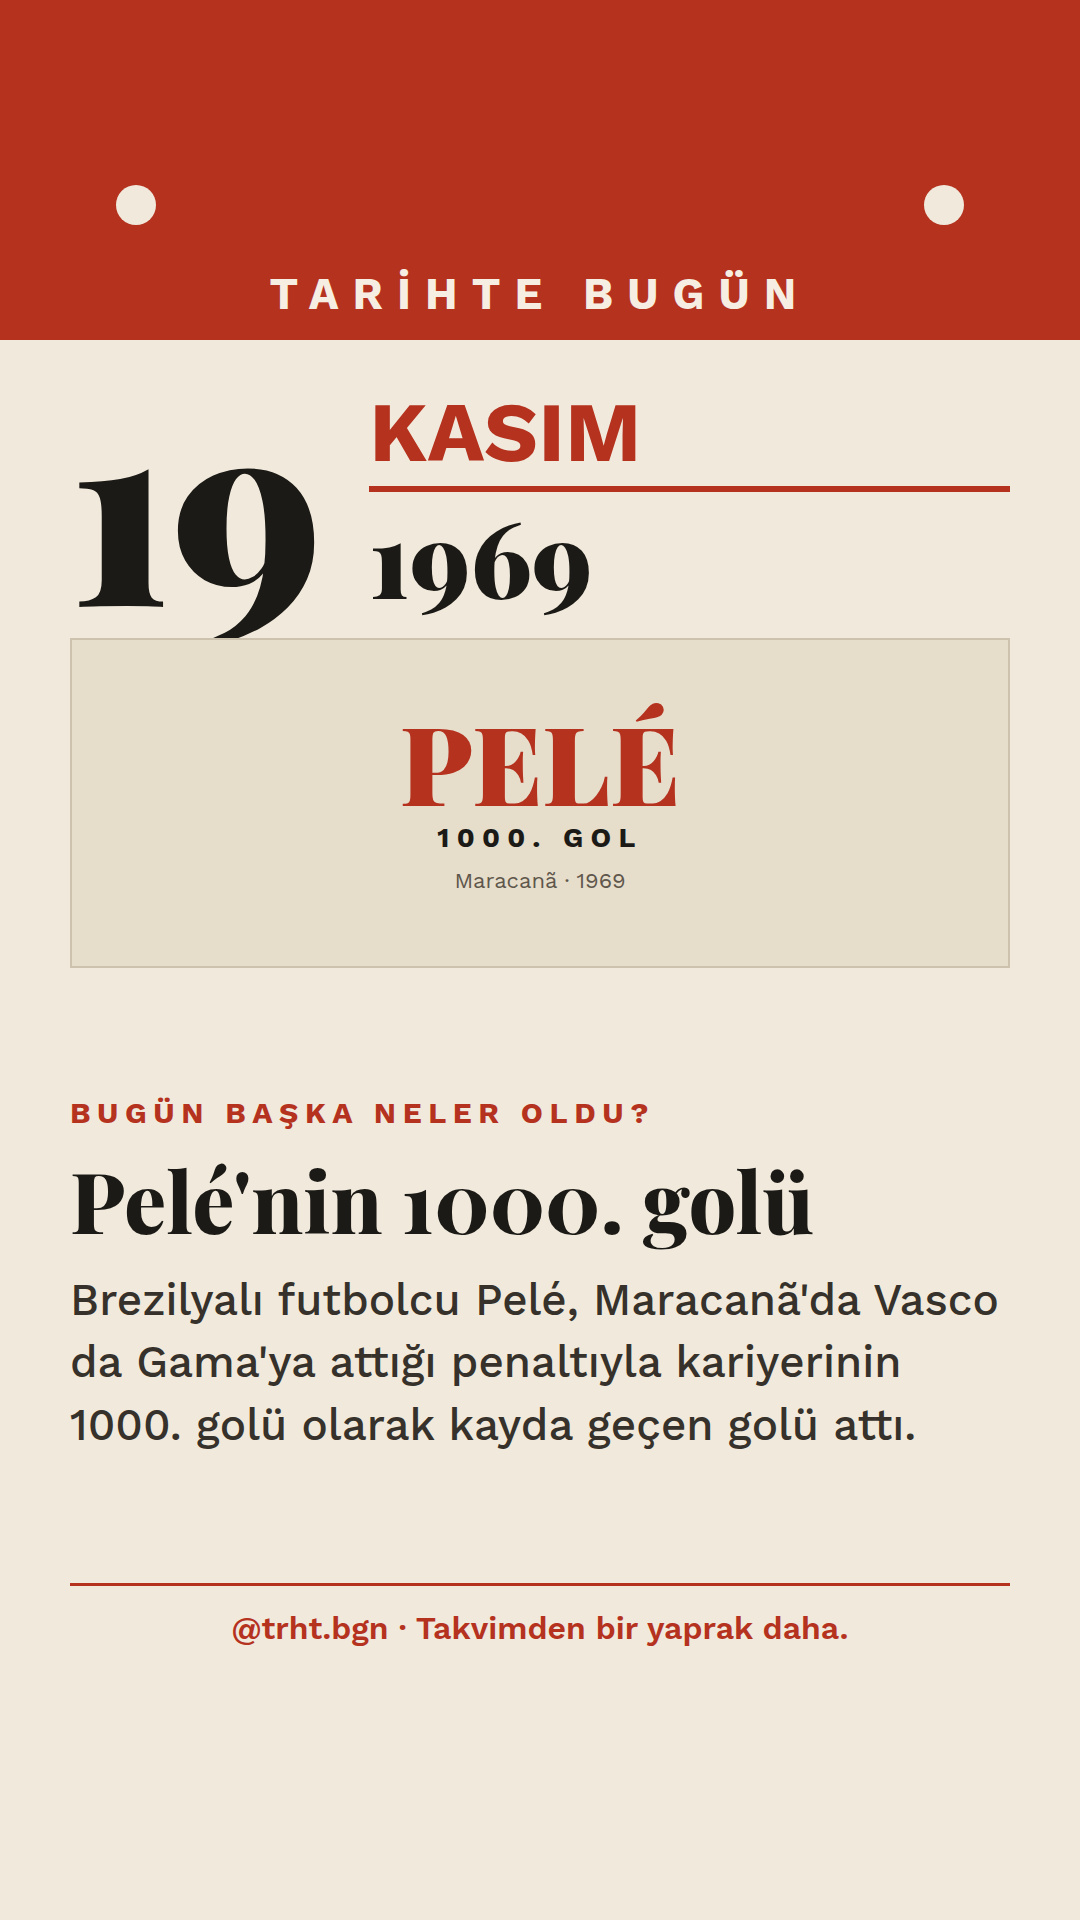 TARİHTE BUGÜN
19
KASIM
1969
PELÉ
1000. GOL
Maracanã · 1969
BUGÜN BAŞKA NELER OLDU?
Pelé'nin 1000. golü
Brezilyalı futbolcu Pelé, Maracanã'da Vasco
da Gama'ya attığı penaltıyla kariyerinin
1000. golü olarak kayda geçen golü attı.
@trht.bgn · Takvimden bir yaprak daha.